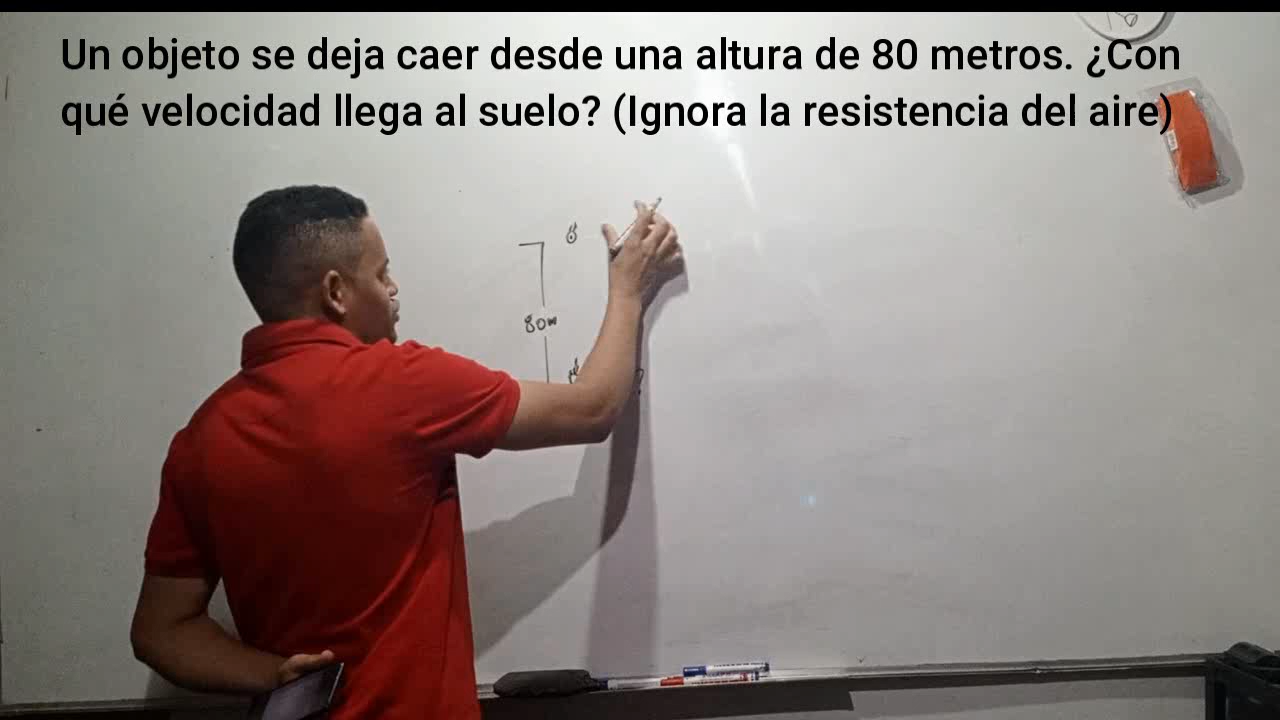 Un objeto se deja caer desde una altura de 80 metros. ¿Con
qué velocidad llega al suelo? (Ignora la resistencia del aire)
80m
?